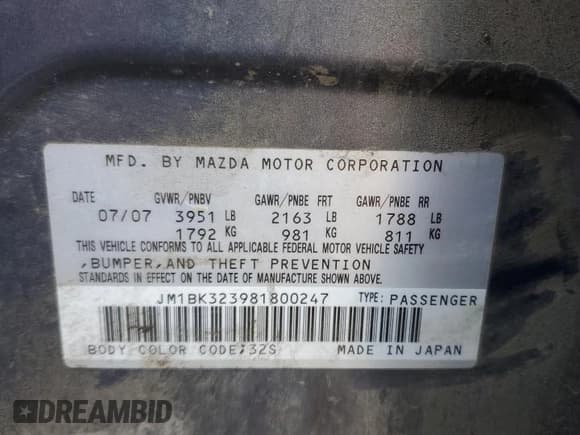 MFD. BY MAZDA MOTOR CORPORATION
DATE GVWR/PNBV GAWR/PNBE FRT GAWR/PNBE RR
07/07 3951 LB 2163 LB 1788 LB
1792 KG 981 KG 811 KG
THIS VEHICLE CONFORMS TO ALL APPLICABLE FEDERAL MOTOR VEHICLE SAFETY
,BUMPER,AND THEFT PREVENTION
STANDARDS IN EFFECT ON THE DATE OF MANUFACTURE SHOWN ABOVE.
JM1BK323981800247 TYPE: PASSENGER
BODY COLOR CODE;32S MADE IN JAPAN
DREAMBID